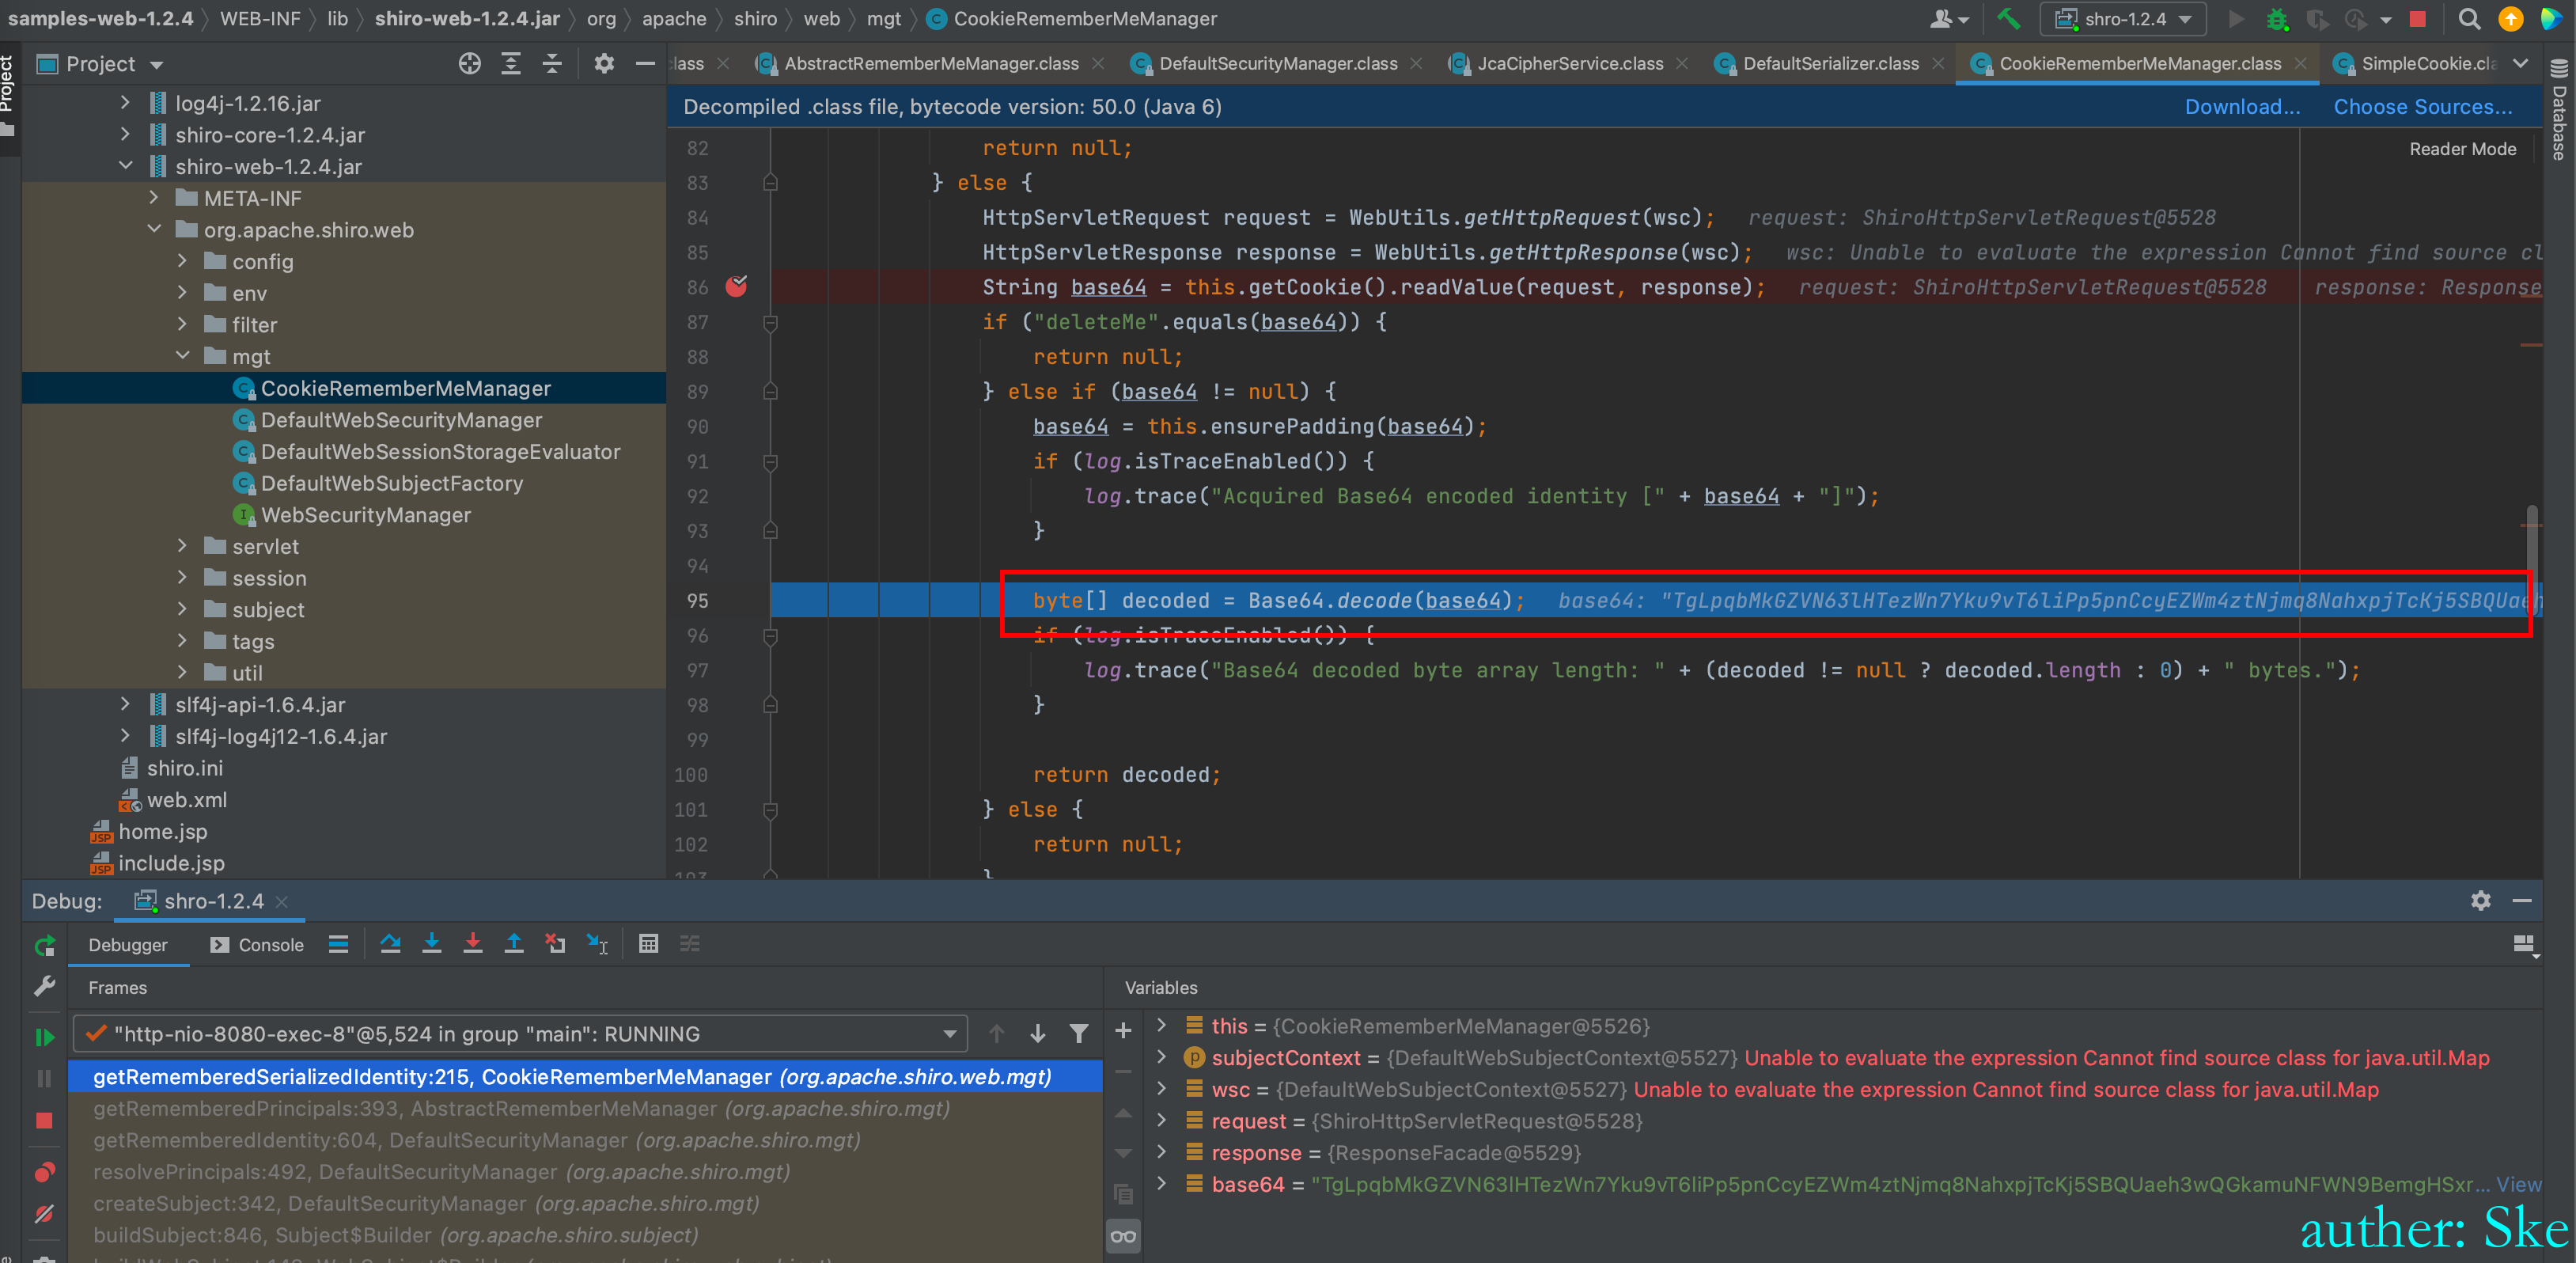 samples-web-1.2.4 〉 WEB-INF 〉 lib 〉 shiro-web-1.2.4.jar 〉 org 〉 apache 〉 shiro 〉 web 〉 mgt 〉 CookieRememberMeManager
shro-1.2.4
Project
Project
lass
AbstractRememberMeManager.class
DefaultSecurityManager.class
JcaCipherService.class
DefaultSerializer.class
CookieRememberMeManager.class
SimpleCookie.cla
Database
Decompiled .class file, bytecode version: 50.0 (Java 6)
Download...
Choose Sources...
Reader Mode
log4j-1.2.16.jar
shiro-core-1.2.4.jar
shiro-web-1.2.4.jar
META-INF
org.apache.shiro.web
config
env
filter
mgt
CookieRememberMeManager
DefaultWebSecurityManager
DefaultWebSessionStorageEvaluator
DefaultWebSubjectFactory
WebSecurityManager
servlet
session
subject
tags
util
slf4j-api-1.6.4.jar
slf4j-log4j12-1.6.4.jar
shiro.ini
web.xml
home.jsp
include.jsp
82 return null;
83 } else {
84 HttpServletRequest request = WebUtils.getHttpRequest(wsc); request: ShiroHttpServletRequest@5528
85 HttpServletResponse response = WebUtils.getHttpResponse(wsc); wsc: Unable to evaluate the expression Cannot find source cl
86 String base64 = this.getCookie().readValue(request, response); request: ShiroHttpServletRequest@5528 response: Response
87 if ("deleteMe".equals(base64)) {
88 return null;
89 } else if (base64 != null) {
90 base64 = this.ensurePadding(base64);
91 if (log.isTraceEnabled()) {
92 log.trace("Acquired Base64 encoded identity [" + base64 + "]");
93 }
94
95 byte[] decoded = Base64.decode(base64); base64: "TgLpqbMkGZVN63lHTezWn7Yku9vT6liPp5pnCcyEZWm4ztNjmq8NahxpjTcKj5SBQUaeh
96 if (log.isTraceEnabled()) {
97 log.trace("Base64 decoded byte array length: " + (decoded != null ? decoded.length : 0) + " bytes.");
98 }
99
100 return decoded;
101 } else {
102 return null;
103 }
Debug:
shro-1.2.4
Debugger
Console
Frames
"http-nio-8080-exec-8"@5,524 in group "main": RUNNING
getRememberedSerializedIdentity:215, CookieRememberMeManager (org.apache.shiro.web.mgt)
getRememberedPrincipals:393, AbstractRememberMeManager (org.apache.shiro.mgt)
getRememberedIdentity:604, DefaultSecurityManager (org.apache.shiro.mgt)
resolvePrincipals:492, DefaultSecurityManager (org.apache.shiro.mgt)
createSubject:342, DefaultSecurityManager (org.apache.shiro.mgt)
buildSubject:846, Subject$Builder (org.apache.shiro.subject)
Variables
this = {CookieRememberMeManager@5526}
subjectContext = {DefaultWebSubjectContext@5527} Unable to evaluate the expression Cannot find source class for java.util.Map
wsc = {DefaultWebSubjectContext@5527} Unable to evaluate the expression Cannot find source class for java.util.Map
request = {ShiroHttpServletRequest@5528}
response = {ResponseFacade@5529}
base64 = "TgLpqbMkGZVN63lHTezWn7Yku9vT6liPp5pnCcyEZWm4ztNjmq8NahxpjTcKj5SBQUaeh3wQGkamuNFWN9BemgHSxr... View
auther: Ske